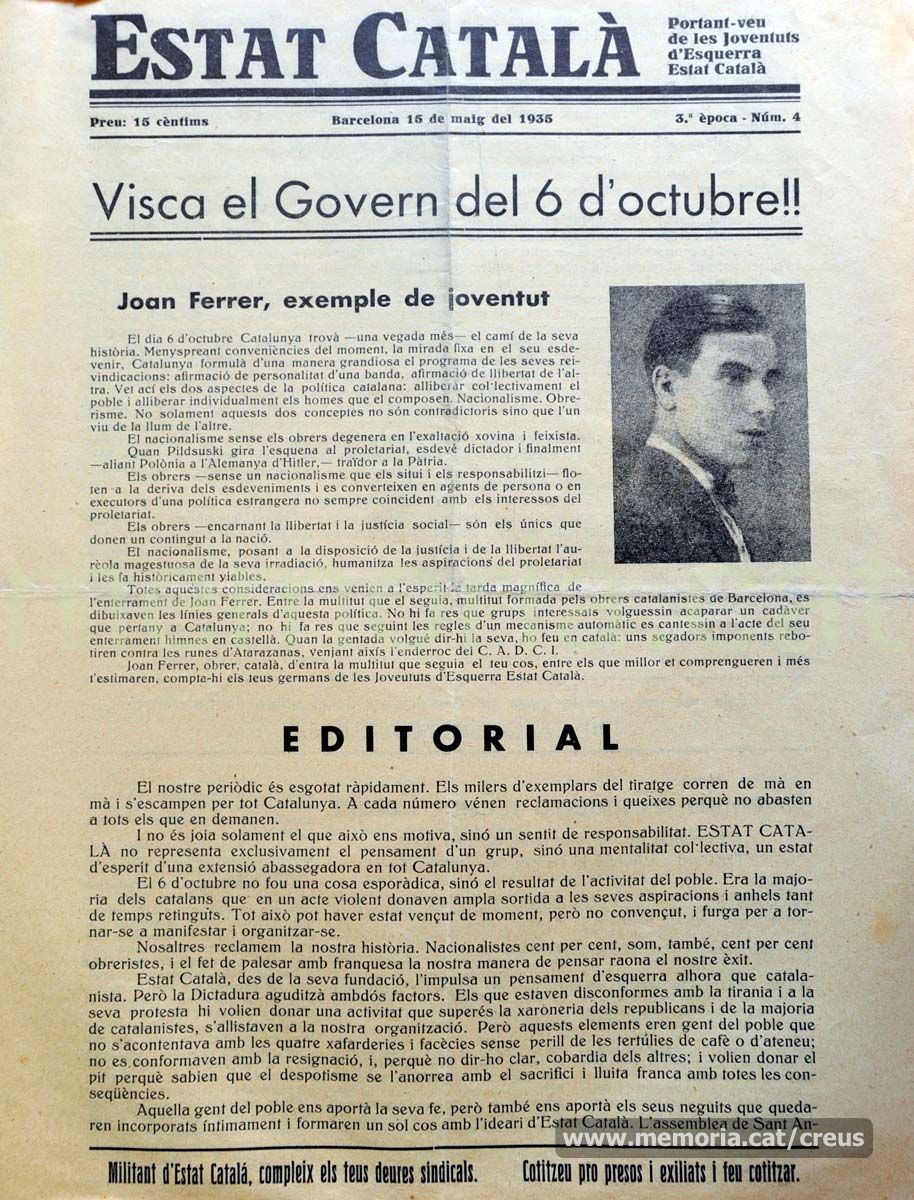 ESTAT CATALÀ
Portant-veu
de les Joventuts
d'Esquerra
Estat Català
Preu: 15 cèntims
Barcelona 15 de maig del 1935
3.ª època - Núm. 4
Visca el Govern del 6 d'octubre!!
Joan Ferrer, exemple de joventut
El dia 6 d'octubre Catalunya trovà —una vegada més— el camí de la seva
història. Menyspreant conveniències del moment, la mirada fixa en el seu esde-
venir, Catalunya formulà d'una manera grandiosa el programa de les seves rei-
vindicacions: afirmació de personalitat d'una banda, afirmació de llibertat de l'al-
tra. Vet ací els dos aspectes de la política catalana: alliberar col·lectivament el
poble i alliberar individualment els homes que el composen. Nacionalisme. Obre-
risme. No solament aquests dos conceptes no són contradictoris sino que l'un
viu de la llum de l'altre.
El nacionalisme sense els obrers degenera en l'exaltació xovina i feixista.
Quan Pildsuski gira l'esquena al proletariat, esdevé dictador i finalment
—aliant Polònia a l'Alemanya d'Hitler,— traïdor a la Pàtria.
Els obrers —sense un nacionalisme que els situi i els responsabilitzi— flo-
ten a la deriva dels esdeveniments i es converteixen en agents de persona o en
executors d'una política estrangera no sempre coincident amb els interessos del
proletariat.
Els obrers —encarnant la llibertat i la justícia social— són els únics que
donen un contingut a la nació.
El nacionalisme, posant a la disposició de la justícia i de la llibertat l'au-
rèola magestuosa de la seva irradiació, humanitza les aspiracions del proletariat
i les fa històricament viables.
Totes aquestes consideracions ens venien a l'esperit le tarda magnífica de
l'enterrament de Joan Ferrer. Entre la multitut que el seguia, multitut formada pels obrers catalanistes de Barcelona, es
dibuixaven les línies generals d'aquesta política. No hi fa res que grups interessats volguessin acaparar un cadàver
que pertany a Catalunya; no hi fa res que seguint les regles d'un mecanisme automàtic es cantessin a l'acte del seu
enterrament himnes en castellà. Quan la gentada volgué dir-hi la seva, ho feu en català: uns segadors imponents rebo-
tiren contra les runes d'Atarazanas, venjant aixís l'enderroc del C. A. D. C. I.
Joan Ferrer, obrer, català, d'entra la multitut que seguia el teu cos, entre els que millor et comprengueren i més
t'estimaren, compta-hi els teus germans de les Joveututs d'Esquerra Estat Català.
EDITORIAL
El nostre periòdic és esgotat ràpidament. Els milers d'exemplars del tiratge corren de mà en
mà i s'escampen per tot Catalunya. A cada número vénen reclamacions i queixes perquè no abasten
a tots els que en demanen.
I no és joia solament el que això ens motiva, sinó un sentit de responsabilitat. ESTAT CATA-
LÀ no representa exclusivament el pensament d'un grup, sinó una mentalitat col·lectiva, un estat
d'esperit d'una extensió abassegadora en tot Catalunya.
El 6 d'octubre no fou una cosa esporàdica, sinó el resultat de l'activitat del poble. Era la majo-
ria dels catalans que en un acte violent donaven ampla sortida a les seves aspiracions i anhels tant
de temps retinguts. Tot això pot haver estat vençut de moment, però no convençut, i furga per a tor-
nar-se a manifestar i organitzar-se.
Nosaltres reclamem la nostra història. Nacionalistes cent per cent, som, també, cent per cent
obreristes, i el fet de palesar amb franquesa la nostra manera de pensar raona el nostre èxit.
Estat Català, des de la seva fundació, l'impulsa un pensament d'esquerra alhora que catala-
nista. Però la Dictadura aguditzà ambdós factors. Els que estaven disconformes amb la tirania i a la
seva protesta hi volien donar una activitat que superés la xaroneria dels republicans i de la majoria
de catalanistes, s'allistaven a la nostra organització. Però aquests elements eren gent del poble que
no s'acontentava amb les quatre xafarderies i facècies sense perill de les tertúlies de cafè o d'ateneu;
no es conformaven amb la resignació, i, perquè no dir-ho clar, cobardia dels altres; i volien donar el
pit perquè sabien que el despotisme se l'anorrea amb el sacrifici i lluita franca amb totes les con-
seqüències.
Aquella gent del poble ens aportà la seva fe, però també ens aportà els seus neguits que queda-
ren incorporats íntimament i formaren un sol cos amb l'ideari d'Estat Català. L'assemblea de Sant An-
www.memoria.cat/creus
Militant d'Estat Catalá, compleix els teus deures sindicals.
Cotitzeu pro presos i exiliats i feu cotitzar.